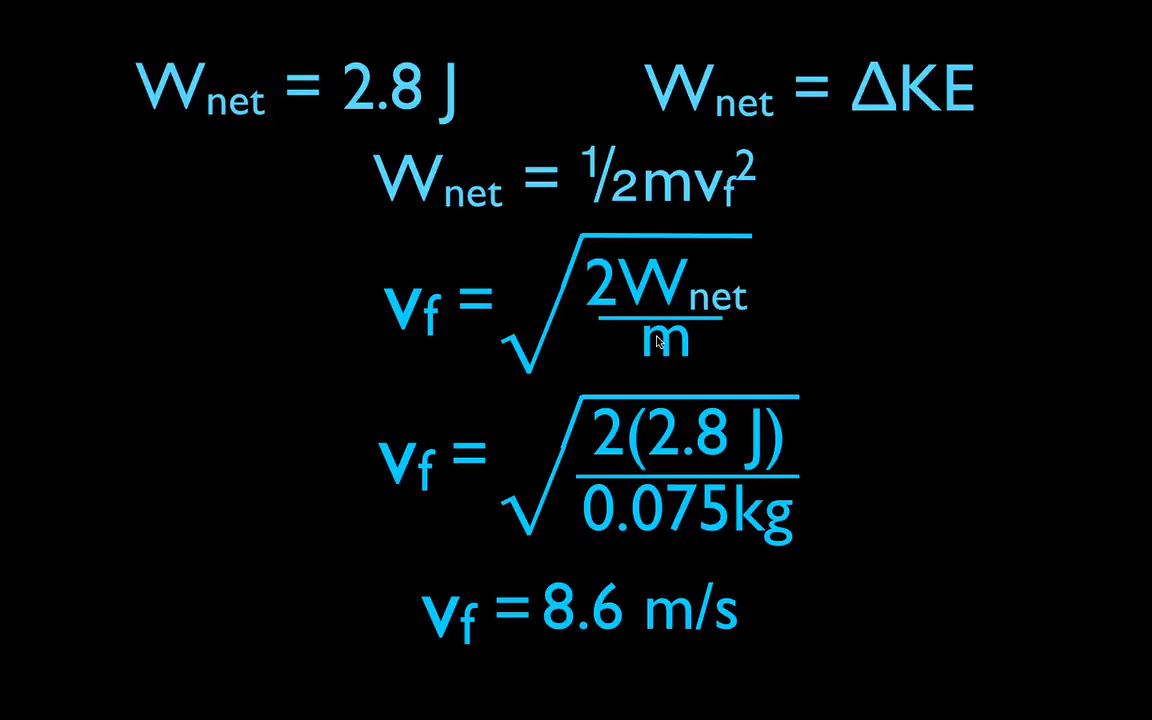 Wnet = 2.8 J
Wnet = ΔKE
Wnet = ½mvf²
vf = √(2Wnet/m)
vf = √(2(2.8 J)/0.075kg)
vf = 8.6 m/s